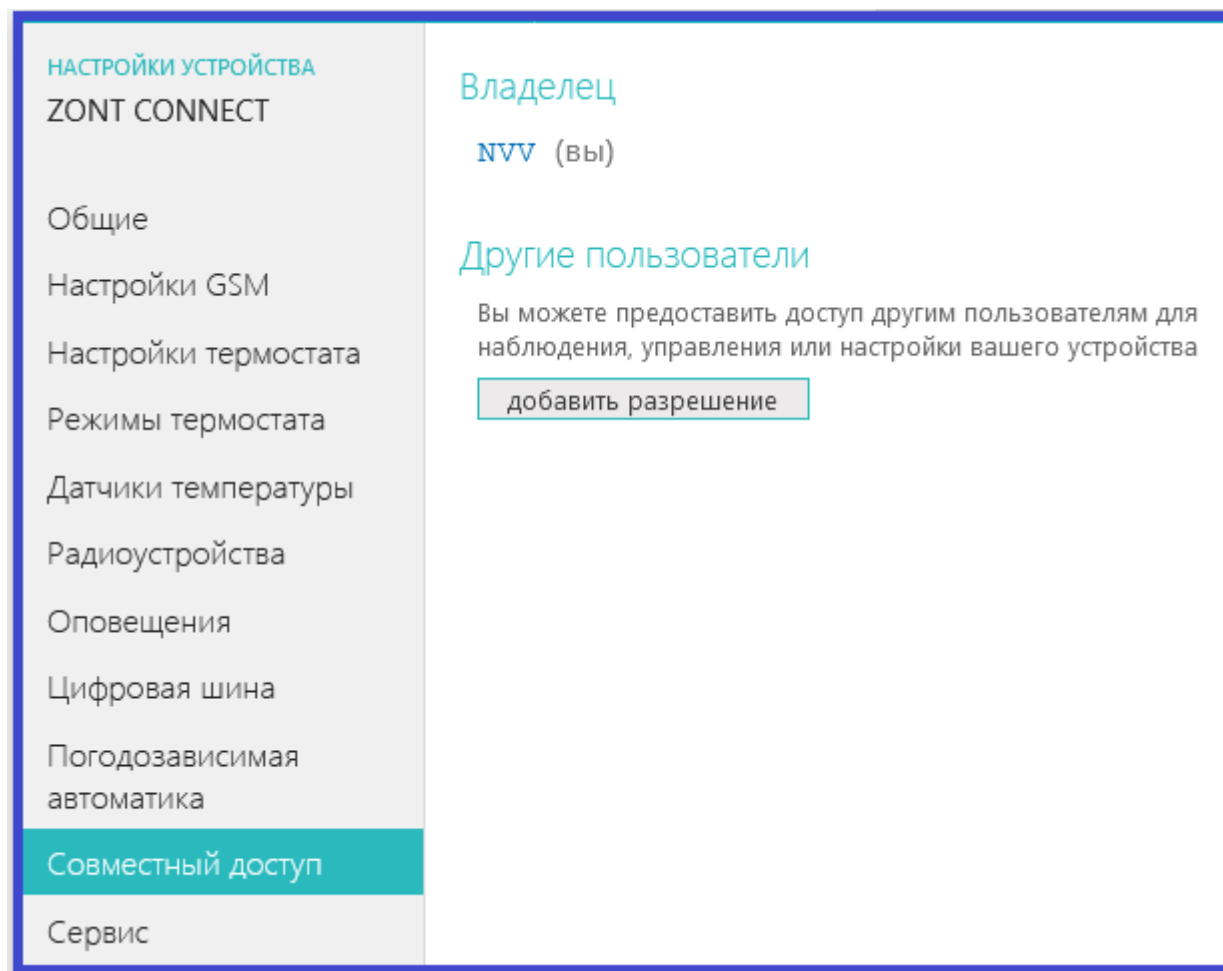 НАСТРОЙКИ УСТРОЙСТВА
ZONT CONNECT
Общие
Настройки GSM
Настройки термостата
Режимы термостата
Датчики температуры
Радиоустройства
Оповещения
Цифровая шина
Погодозависимая
автоматика
Совместный доступ
Сервис
Владелец
NVV (вы)
Другие пользователи
Вы можете предоставить доступ другим пользователям для
наблюдения, управления или настройки вашего устройства
добавить разрешение